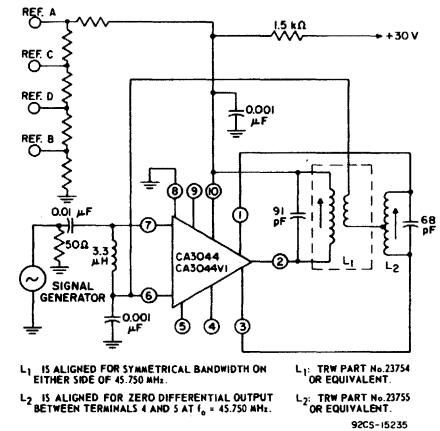 REF. A
1.5 kΩ
+30 V
REF. C
REF. D
0.001
μF
REF. B
8
9
10
1
0.01 μF
7
91
pF
68
pF
50Ω
3.3
μH
CA3044
CA3044V1
2
L1
L2
SIGNAL
GENERATOR
6
0.001
μF
5
4
3
L1 IS ALIGNED FOR SYMMETRICAL BANDWIDTH ON
EITHER SIDE OF 45.750 MHz.
L1: TRW PART No.23754
OR EQUIVALENT.
L2 IS ALIGNED FOR ZERO DIFFERENTIAL OUTPUT
BETWEEN TERMINALS 4 AND 5 AT fo = 45.750 MHz.
L2: TRW PART No.23755
OR EQUIVALENT.
92CS-15235